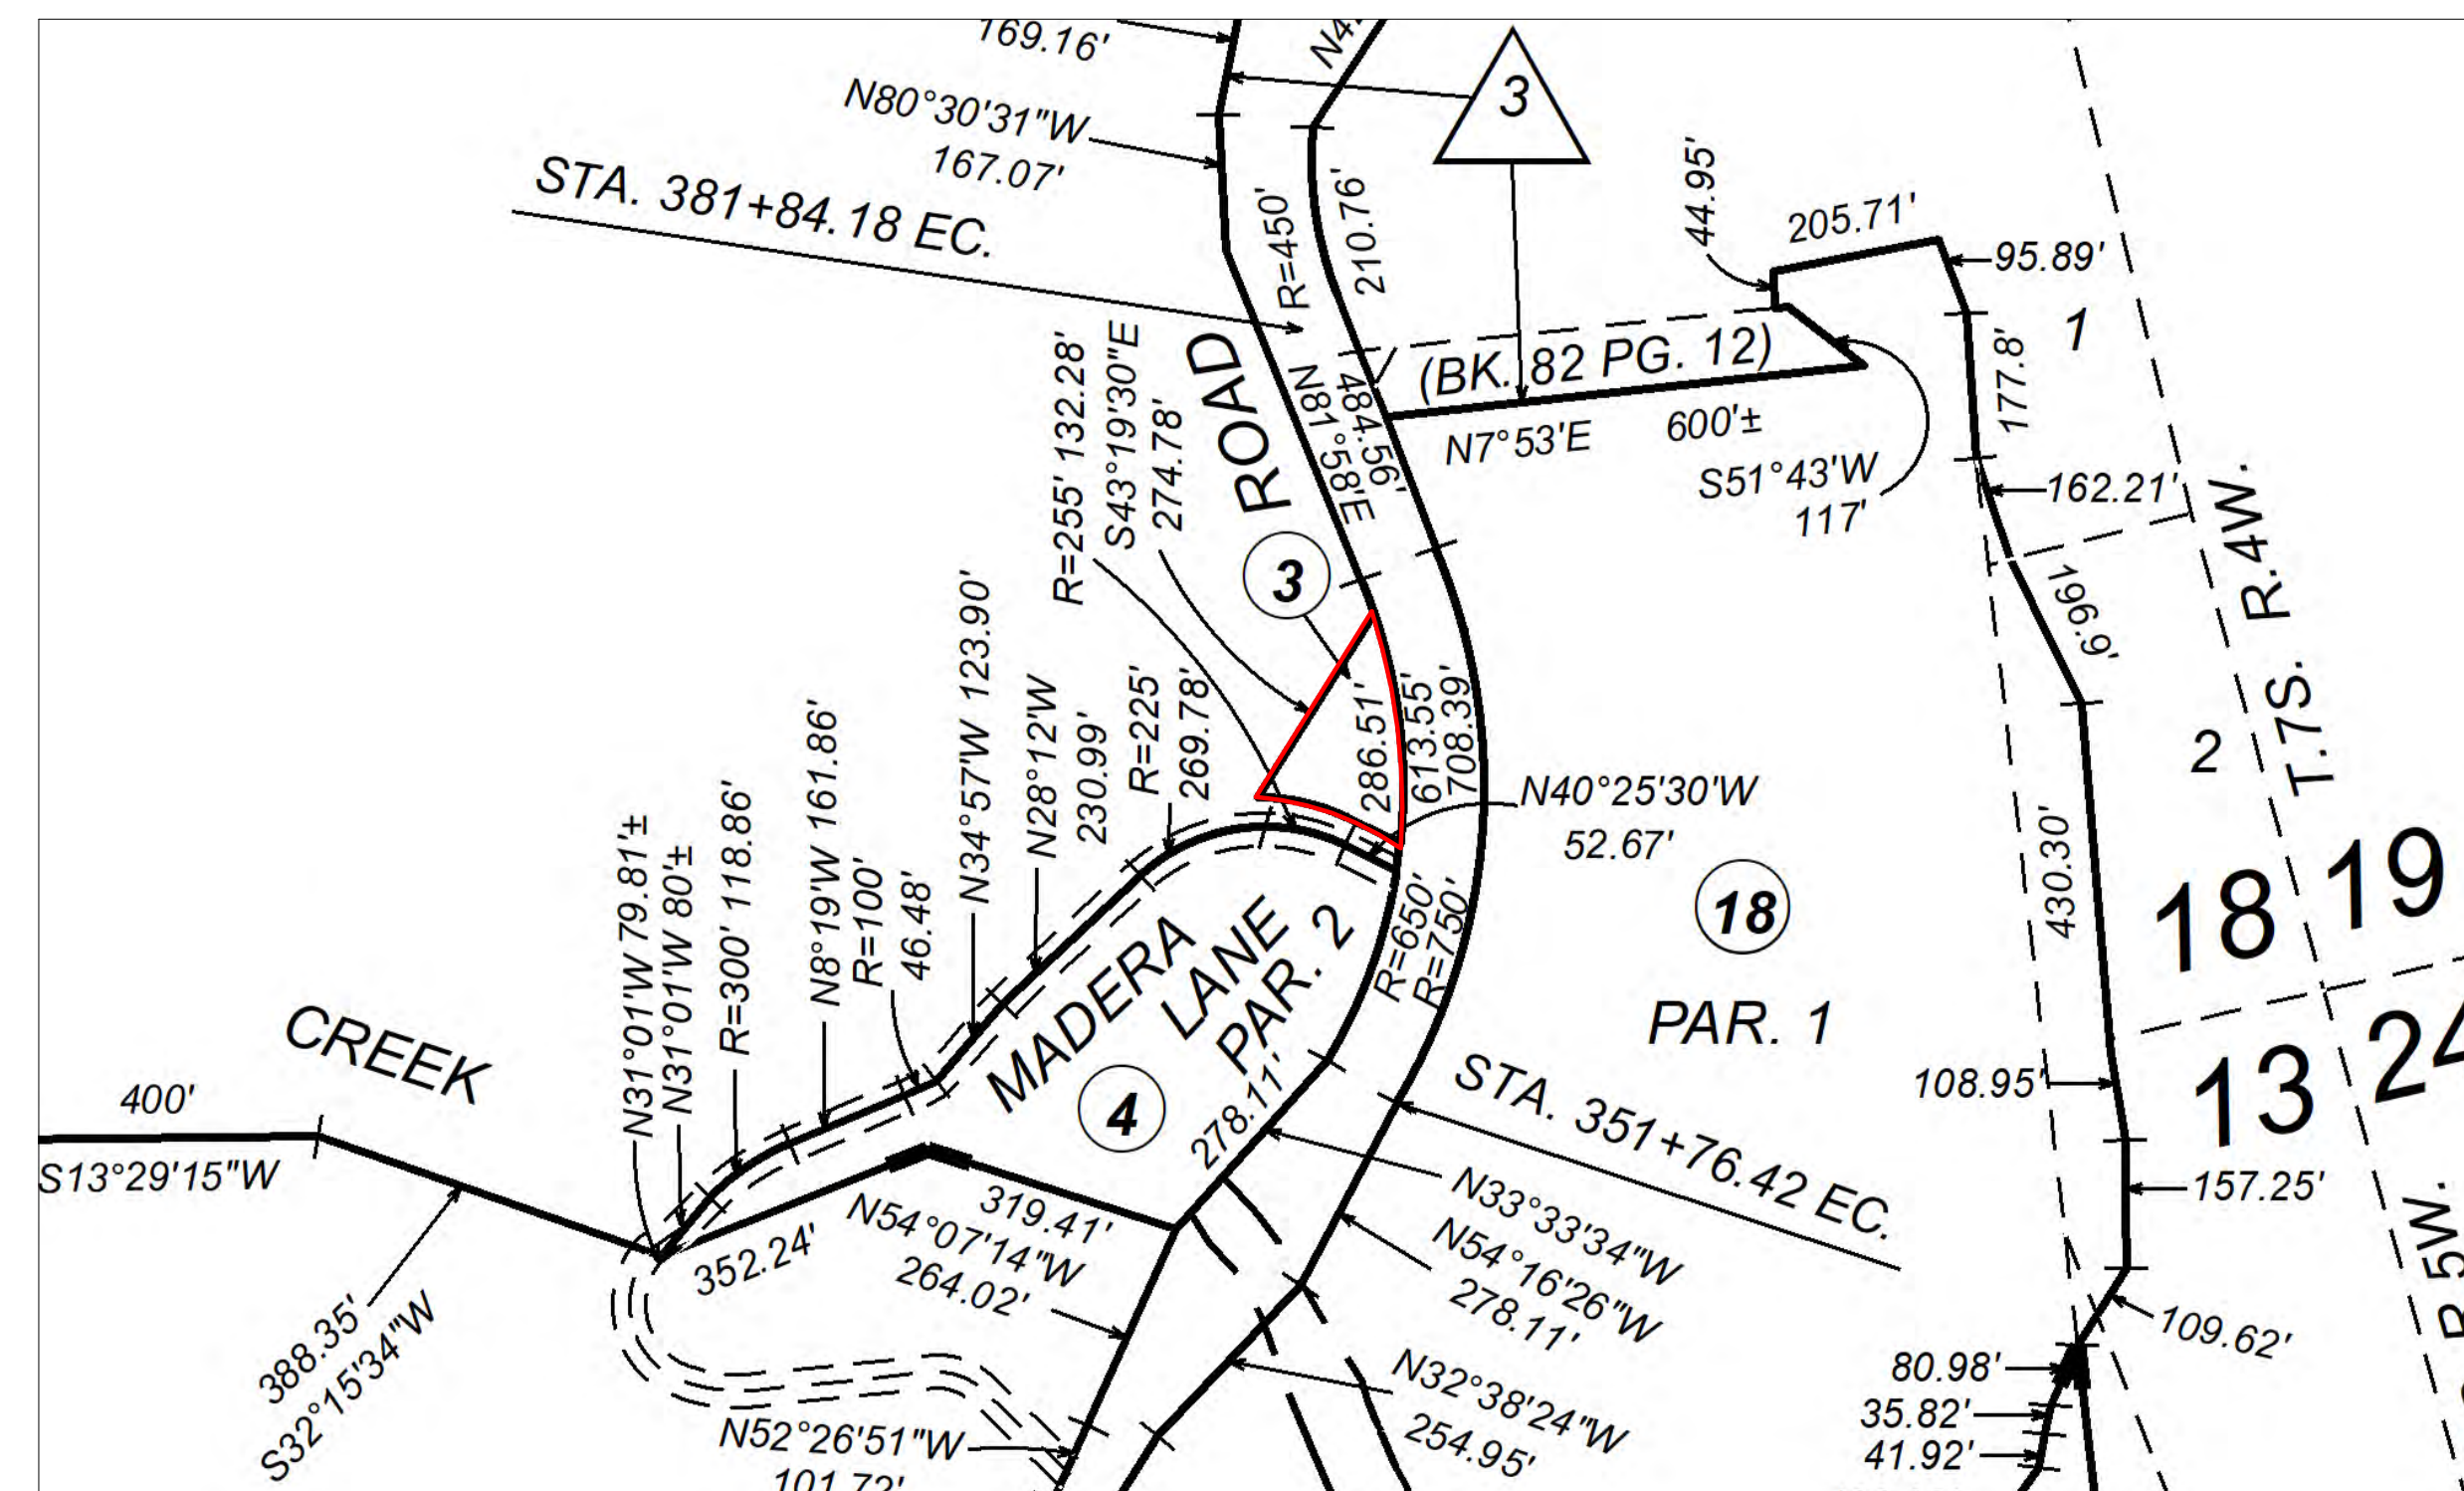 169.16'
N4
3
N80°30'31"W
167.07'
STA. 381+84.18 EC.
R=450'
210.76'
44.95'
205.71'
95.89'
1
177.8'
(BK. 82 PG. 12)
N7°53'E
600'±
S51°43'W
117'
162.21'
196.9'
T.7S. R.4W.
R=255' 132.28'
S43°19'30"E
274.78'
ROAD
N81°58'E
484.56'
3
286.51'
613.55'
708.39'
N40°25'30'W
52.67'
R=650'
R=750'
18
PAR. 1
2
430.30'
18 19
13 24
N31°01'W 79.81'±
N31°01'W 80'±
R=300' 118.86'
N8°19'W 161.86'
R=100'
46.48'
N34°57'W 123.90'
N28°12'W
230.99'
R=225'
269.78'
MADERA
LANE
PAR. 2
4
278.11'
CREEK
400'
S13°29'15"W
388.35'
S32°15'34"W
352.24'
319.41'
N54°07'14"W
264.02'
N52°26'51"W
101.72'
STA. 351+76.42 EC.
N33°33'34"W
N54°16'26"W
278.11'
N32°38'24"W
254.95'
108.95'
157.25'
109.62'
80.98'
35.82'
41.92'
R.5W.